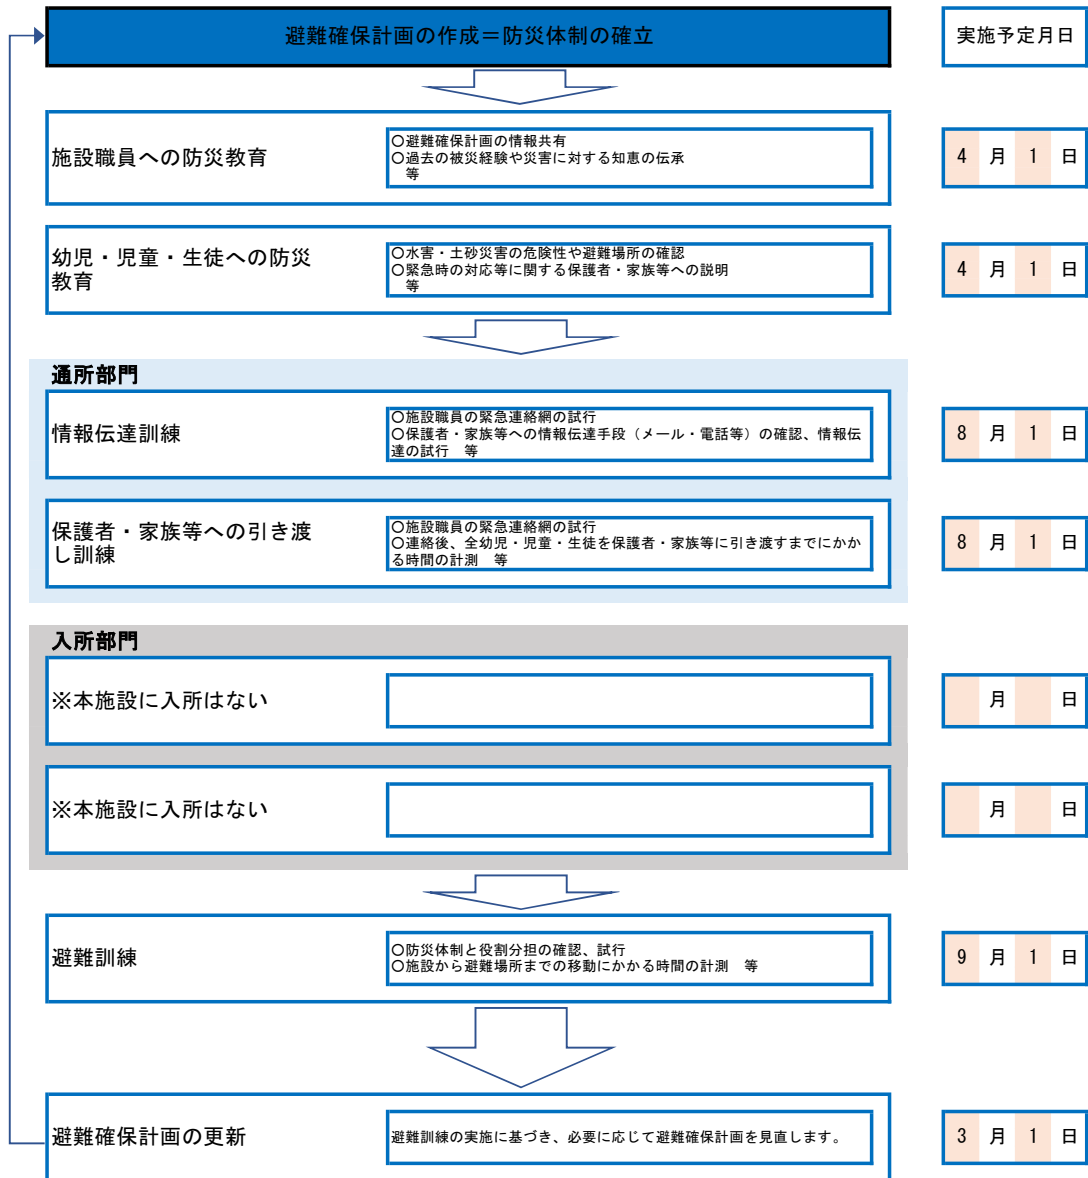 避難確保計画の作成＝防災体制の確立
実施予定月日
施設職員への防災教育
〇避難確保計画の情報共有
〇過去の被災経験や災害に対する知恵の伝承
等
4 月 1 日
幼児・児童・生徒への防災
教育
〇水害・土砂災害の危険性や避難場所の確認
〇緊急時の対応等に関する保護者・家族等への説明
等
4 月 1 日
通所部門
情報伝達訓練
〇施設職員の緊急連絡網の試行
〇保護者・家族等への情報伝達手段（メール・電話等）の確認、情報伝
達の試行　等
8 月 1 日
保護者・家族等への引き渡
し訓練
〇施設職員の緊急連絡網の試行
〇連絡後、全幼児・児童・生徒を保護者・家族等に引き渡すまでにかか
る時間の計測　等
8 月 1 日
入所部門
※本施設に入所はない
月 日
※本施設に入所はない
月 日
避難訓練
〇防災体制と役割分担の確認、試行
〇施設から避難場所までの移動にかかる時間の計測　等
9 月 1 日
避難確保計画の更新
避難訓練の実施に基づき、必要に応じて避難確保計画を見直します。
3 月 1 日